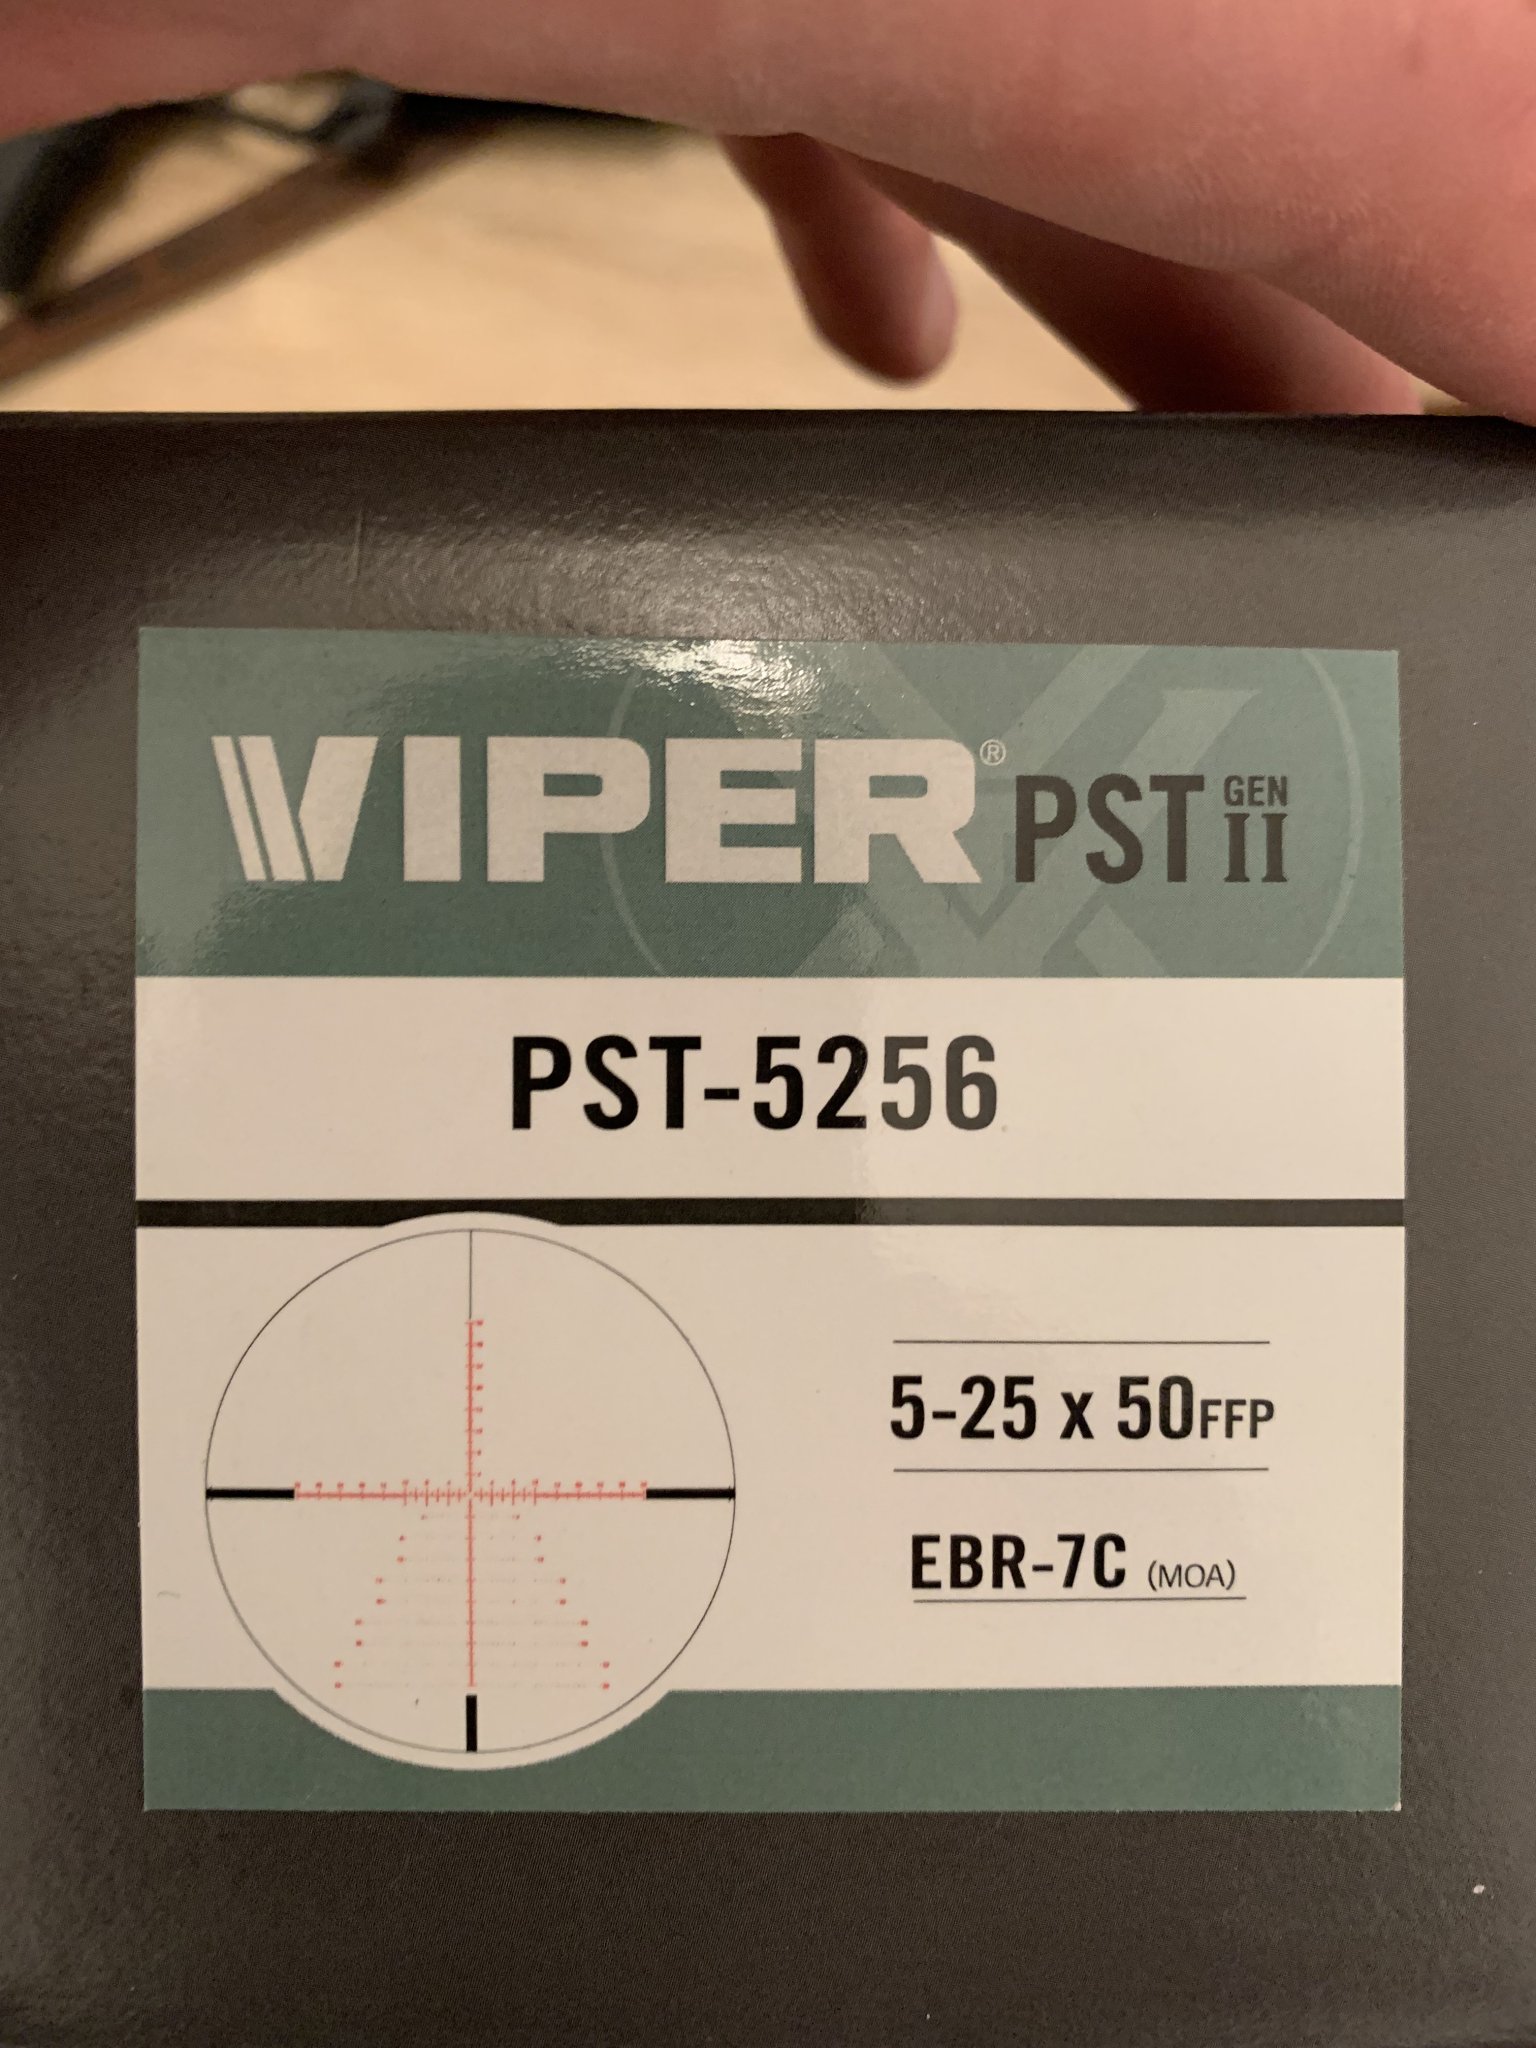 VIPER® PST GEN II
PST-5256
5-25 x 50FFP
EBR-7C (MOA)